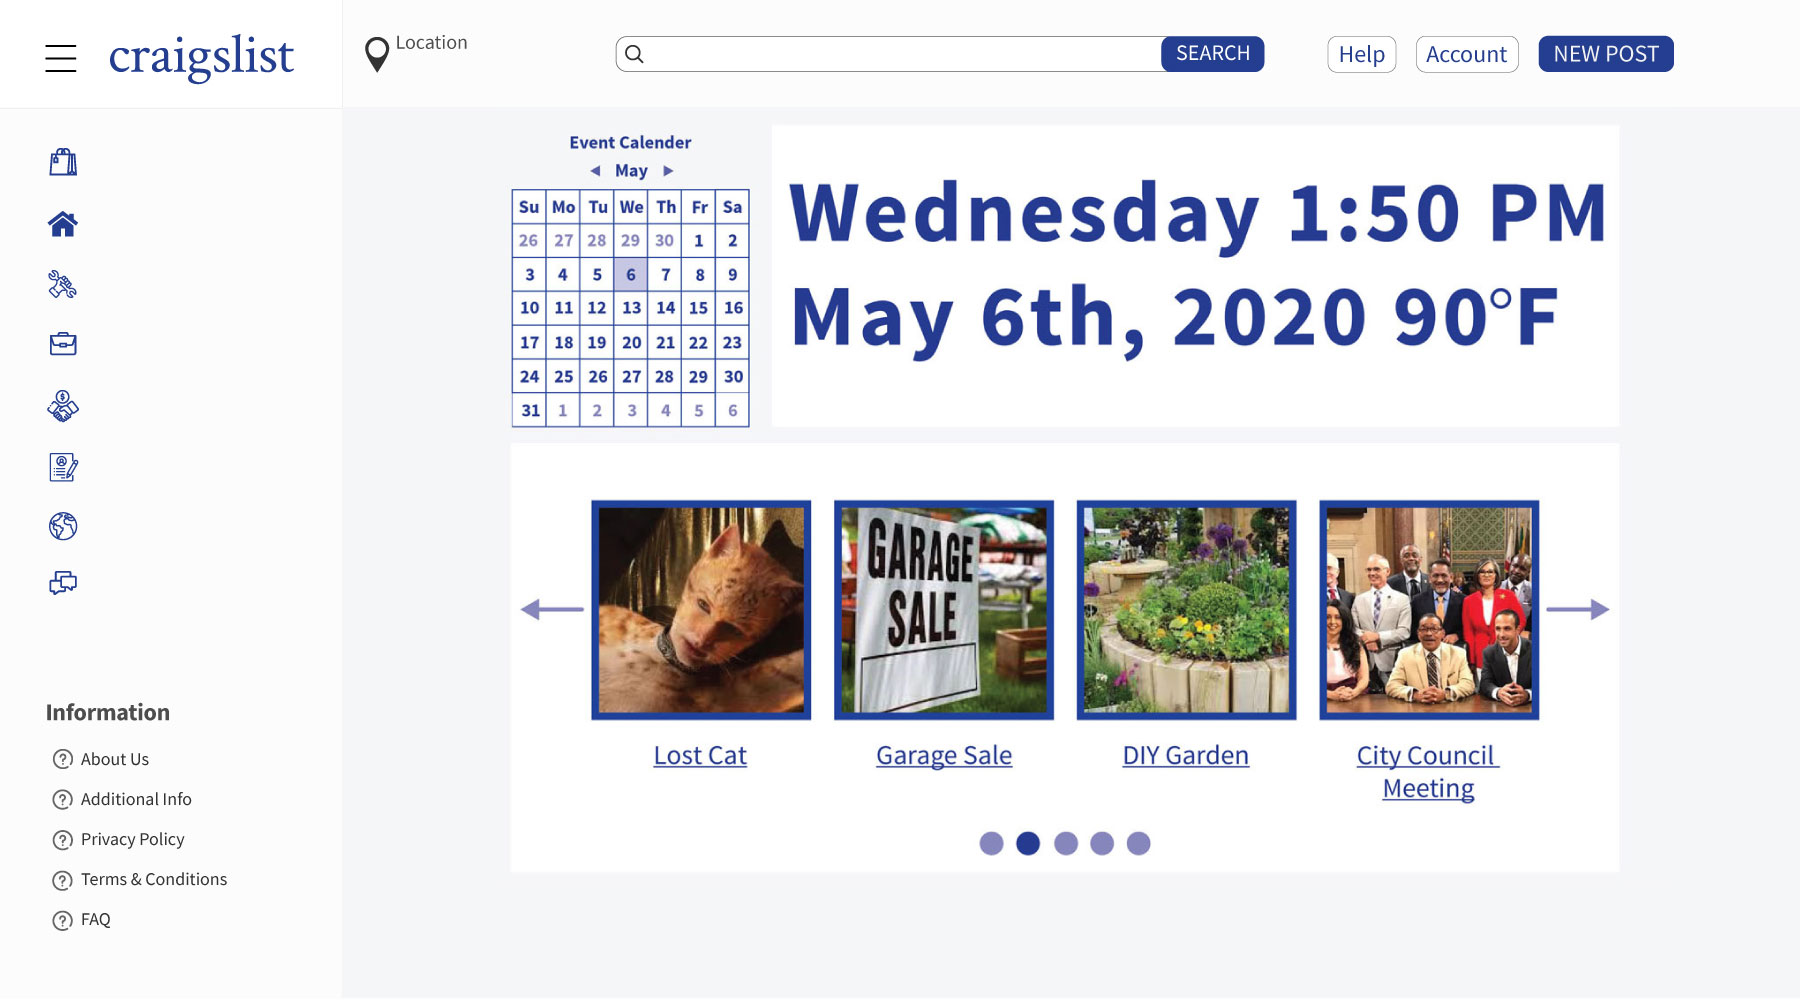 craigslist
Location
SEARCH
Help
Account
NEW POST
Event Calender
May
Su Mo Tu We Th Fr Sa
26 27 28 29 30 1 2
3 4 5 6 7 8 9
10 11 12 13 14 15 16
17 18 19 20 21 22 23
24 25 26 27 28 29 30
31 1 2 3 4 5 6
Wednesday 1:50 PM
May 6th, 2020 90°F
GARAGE
SALE
Lost Cat
Garage Sale
DIY Garden
City Council
Meeting
Information
About Us
Additional Info
Privacy Policy
Terms & Conditions
FAQ